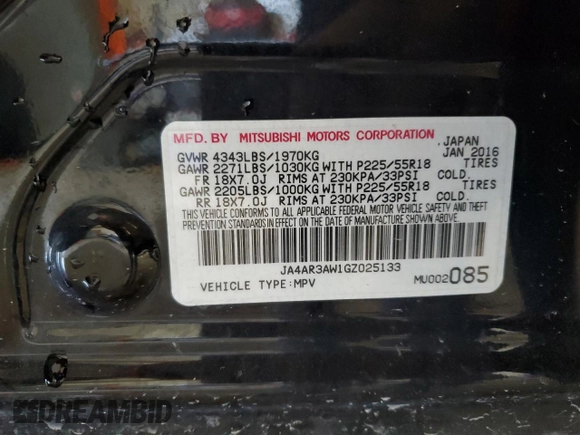 MFD. BY MITSUBISHI MOTORS CORPORATION JAPAN
GVWR 4343LBS/1970KG JAN 2016
GAWR 2271LBS/1030KG WITH P225/55R18 TIRES
FR 18X7.0J RIMS AT 230KPA/33PSI COLD.
GAWR 2205LBS/1000KG WITH P225/55R18 TIRES
RR 18X7.0J RIMS AT 230KPA/33PSI COLD.
THIS VEHICLE CONFORMS TO ALL APPLICABLE FEDERAL MOTOR VEHICLE SAFETY AND THEFT
PREVENTION STANDARDS IN EFFECT ON THE DATE OF MANUFACTURE SHOWN ABOVE.
JA4AR3AW1GZ025133
VEHICLE TYPE:MPV MU002085
DREAMBID